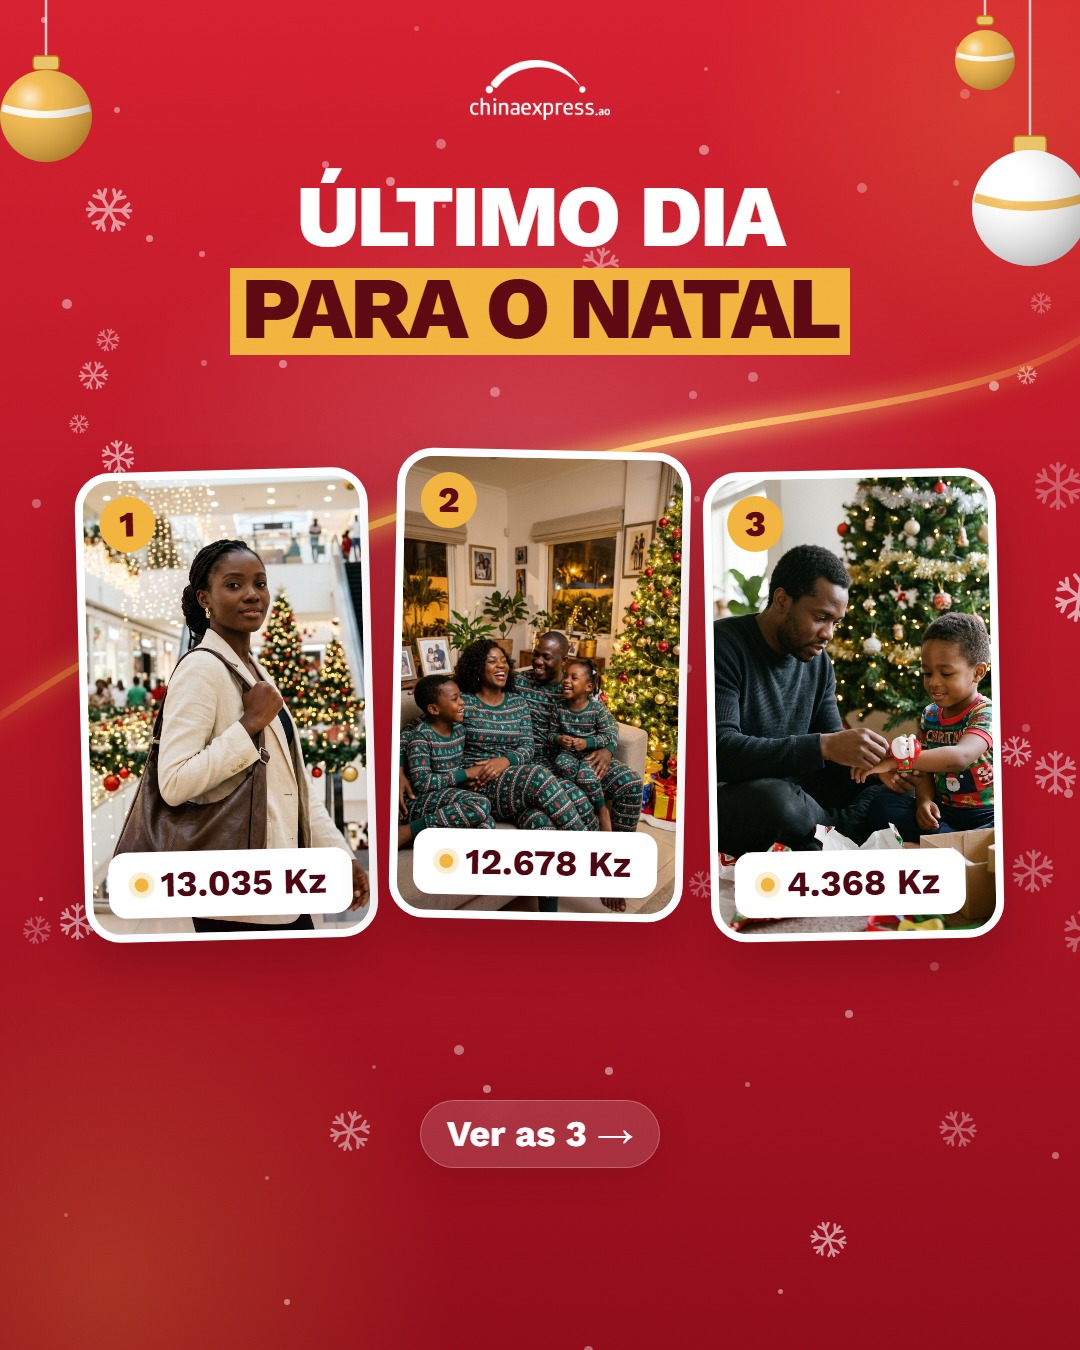 chinaexpress.ao
ÚLTIMO DIA
PARA O NATAL
1
2
3
13.035 Kz
12.678 Kz
4.368 Kz
Ver as 3 →